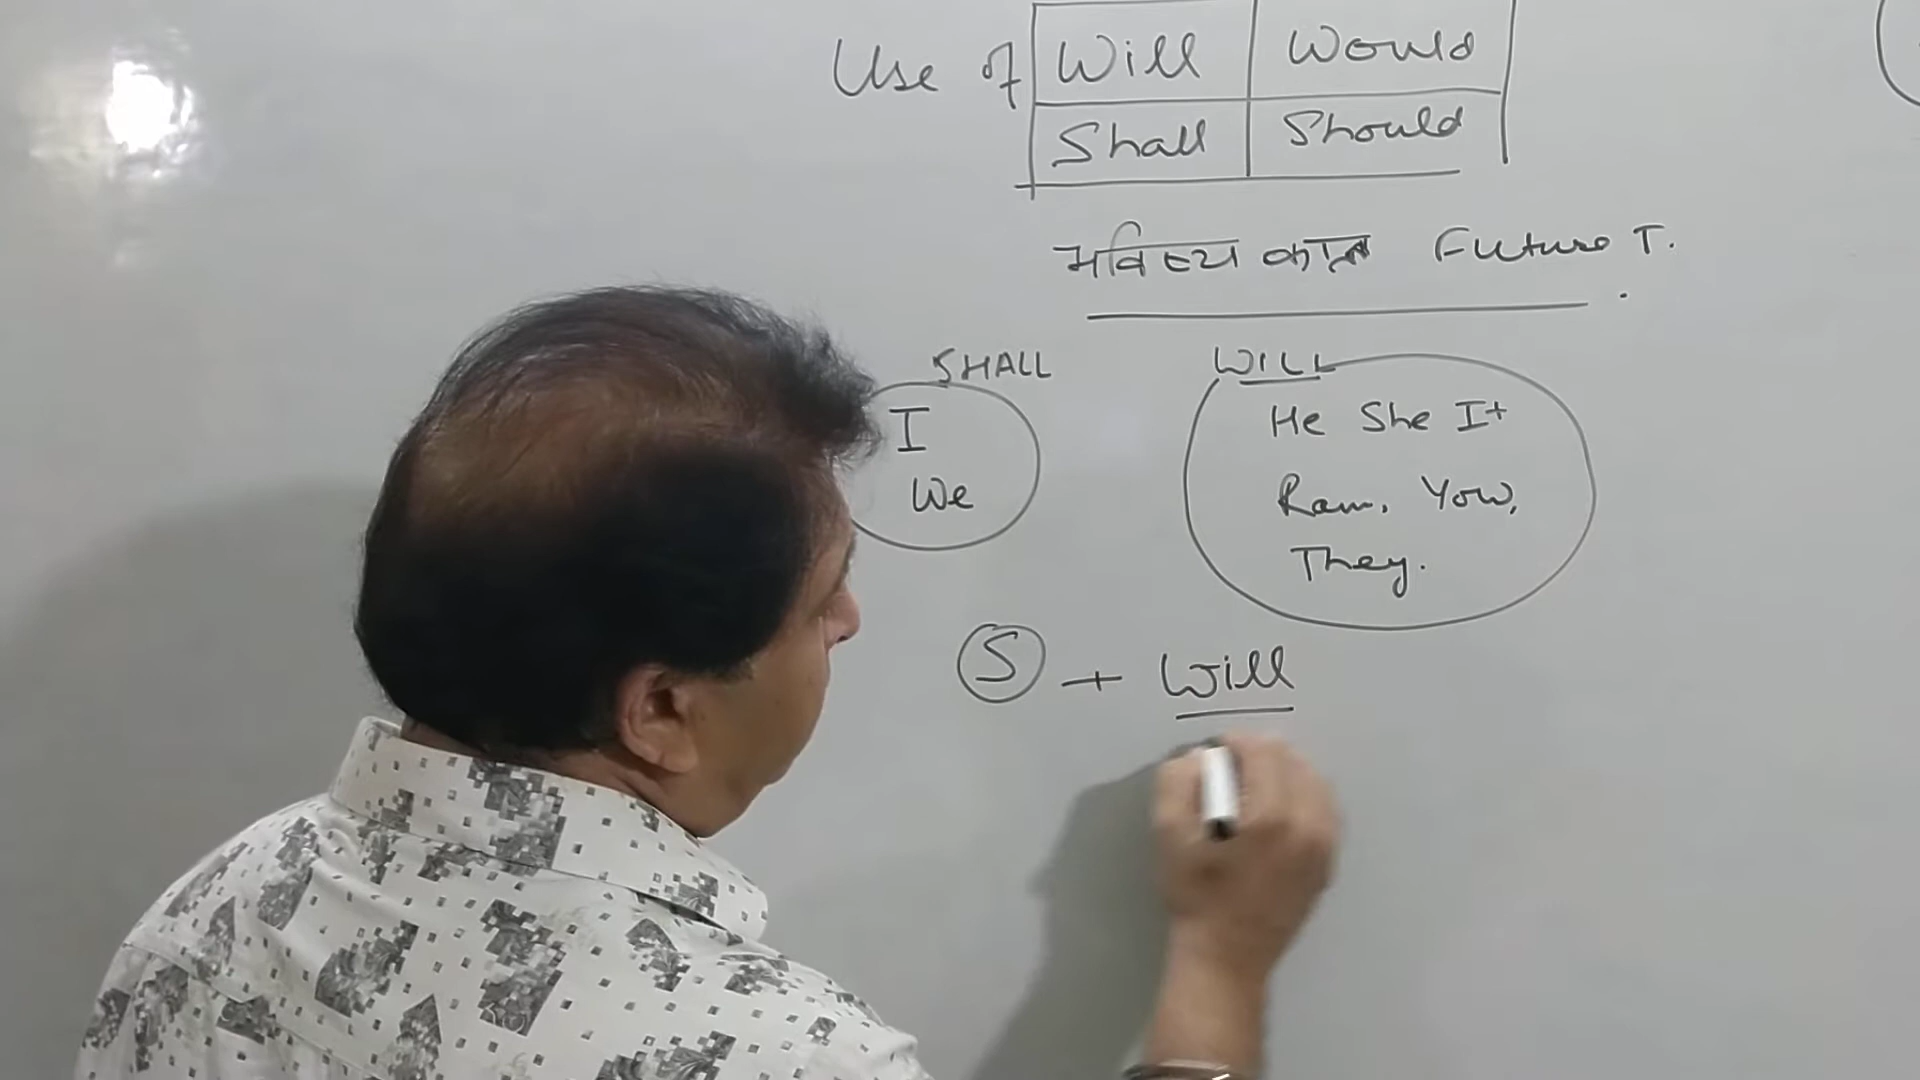 Use of Will Would
Shall Should
भविष्य काल Future T.
SHALL WILL
I
We
He She It
Ram, You,
They.
S + Will